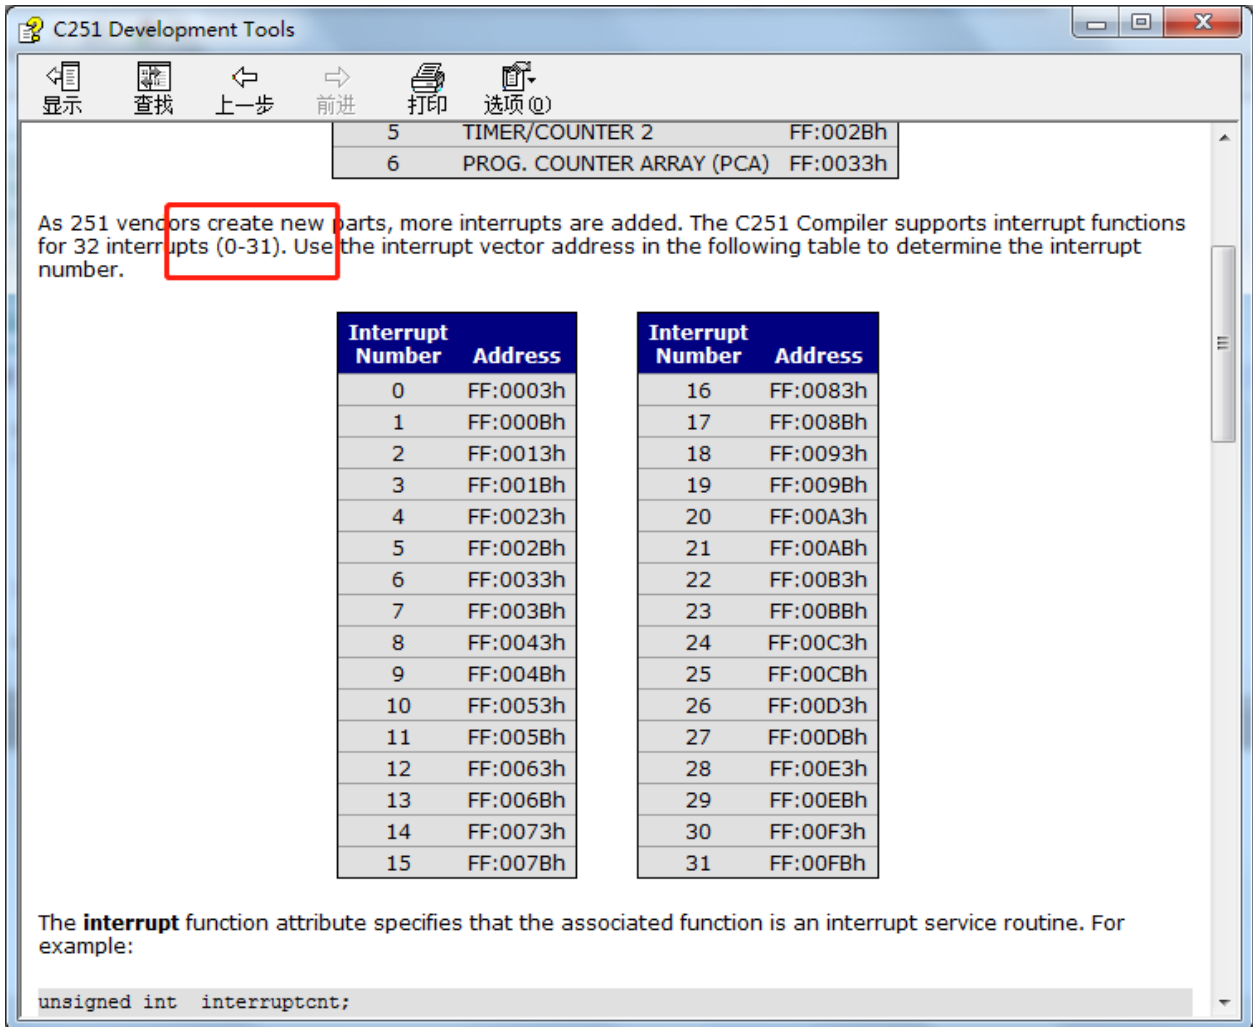 C251 Development Tools
显示 查找 上一步 前进 打印 选项(O)
5 TIMER/COUNTER 2 FF:002Bh
6 PROG. COUNTER ARRAY (PCA) FF:0033h
As 251 vendors create new parts, more interrupts are added. The C251 Compiler supports interrupt functions
for 32 interrupts (0-31). Use the interrupt vector address in the following table to determine the interrupt
number.
Interrupt Number Address Interrupt Number Address
0 FF:0003h 16 FF:0083h
1 FF:000Bh 17 FF:008Bh
2 FF:0013h 18 FF:0093h
3 FF:001Bh 19 FF:009Bh
4 FF:0023h 20 FF:00A3h
5 FF:002Bh 21 FF:00ABh
6 FF:0033h 22 FF:00B3h
7 FF:003Bh 23 FF:00BBh
8 FF:0043h 24 FF:00C3h
9 FF:004Bh 25 FF:00CBh
10 FF:0053h 26 FF:00D3h
11 FF:005Bh 27 FF:00DBh
12 FF:0063h 28 FF:00E3h
13 FF:006Bh 29 FF:00EBh
14 FF:0073h 30 FF:00F3h
15 FF:007Bh 31 FF:00FBh
The interrupt function attribute specifies that the associated function is an interrupt service routine. For
example:
unsigned int interruptcnt;